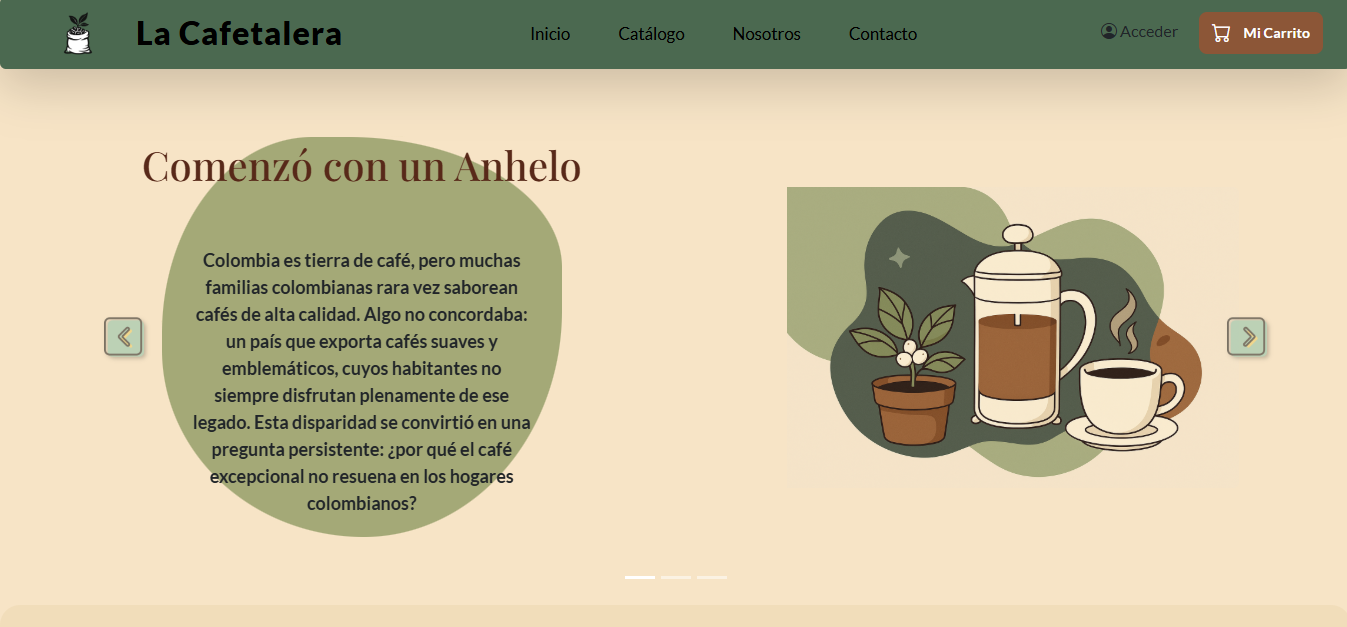 La Cafetalera
Inicio
Catálogo
Nosotros
Contacto
Acceder
Mi Carrito
Comenzó con un Anhelo
Colombia es tierra de café, pero muchas
familias colombianas rara vez saborean
cafés de alta calidad. Algo no concordaba:
un país que exporta cafés suaves y
emblemáticos, cuyos habitantes no
siempre disfrutan plenamente de ese
legado. Esta disparidad se convirtió en una
pregunta persistente: ¿por qué el café
excepcional no resuena en los hogares
colombianos?